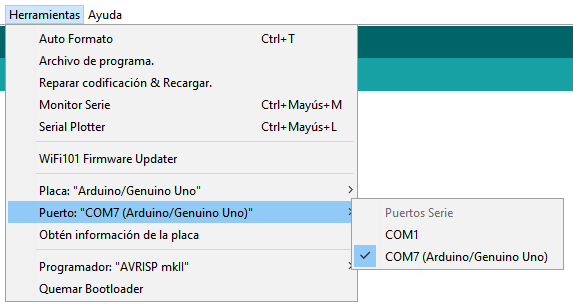 Herramientas Ayuda
Auto Formato Ctrl+T
Archivo de programa.
Reparar codificación & Recargar.
Monitor Serie Ctrl+Mayús+M
Serial Plotter Ctrl+Mayús+L
WiFi101 Firmware Updater
Placa: "Arduino/Genuino Uno"
Puerto: "COM7 (Arduino/Genuino Uno)"
Obtén información de la placa
Programador: "AVRISP mkII"
Quemar Bootloader
Puertos Serie
COM1
COM7 (Arduino/Genuino Uno)